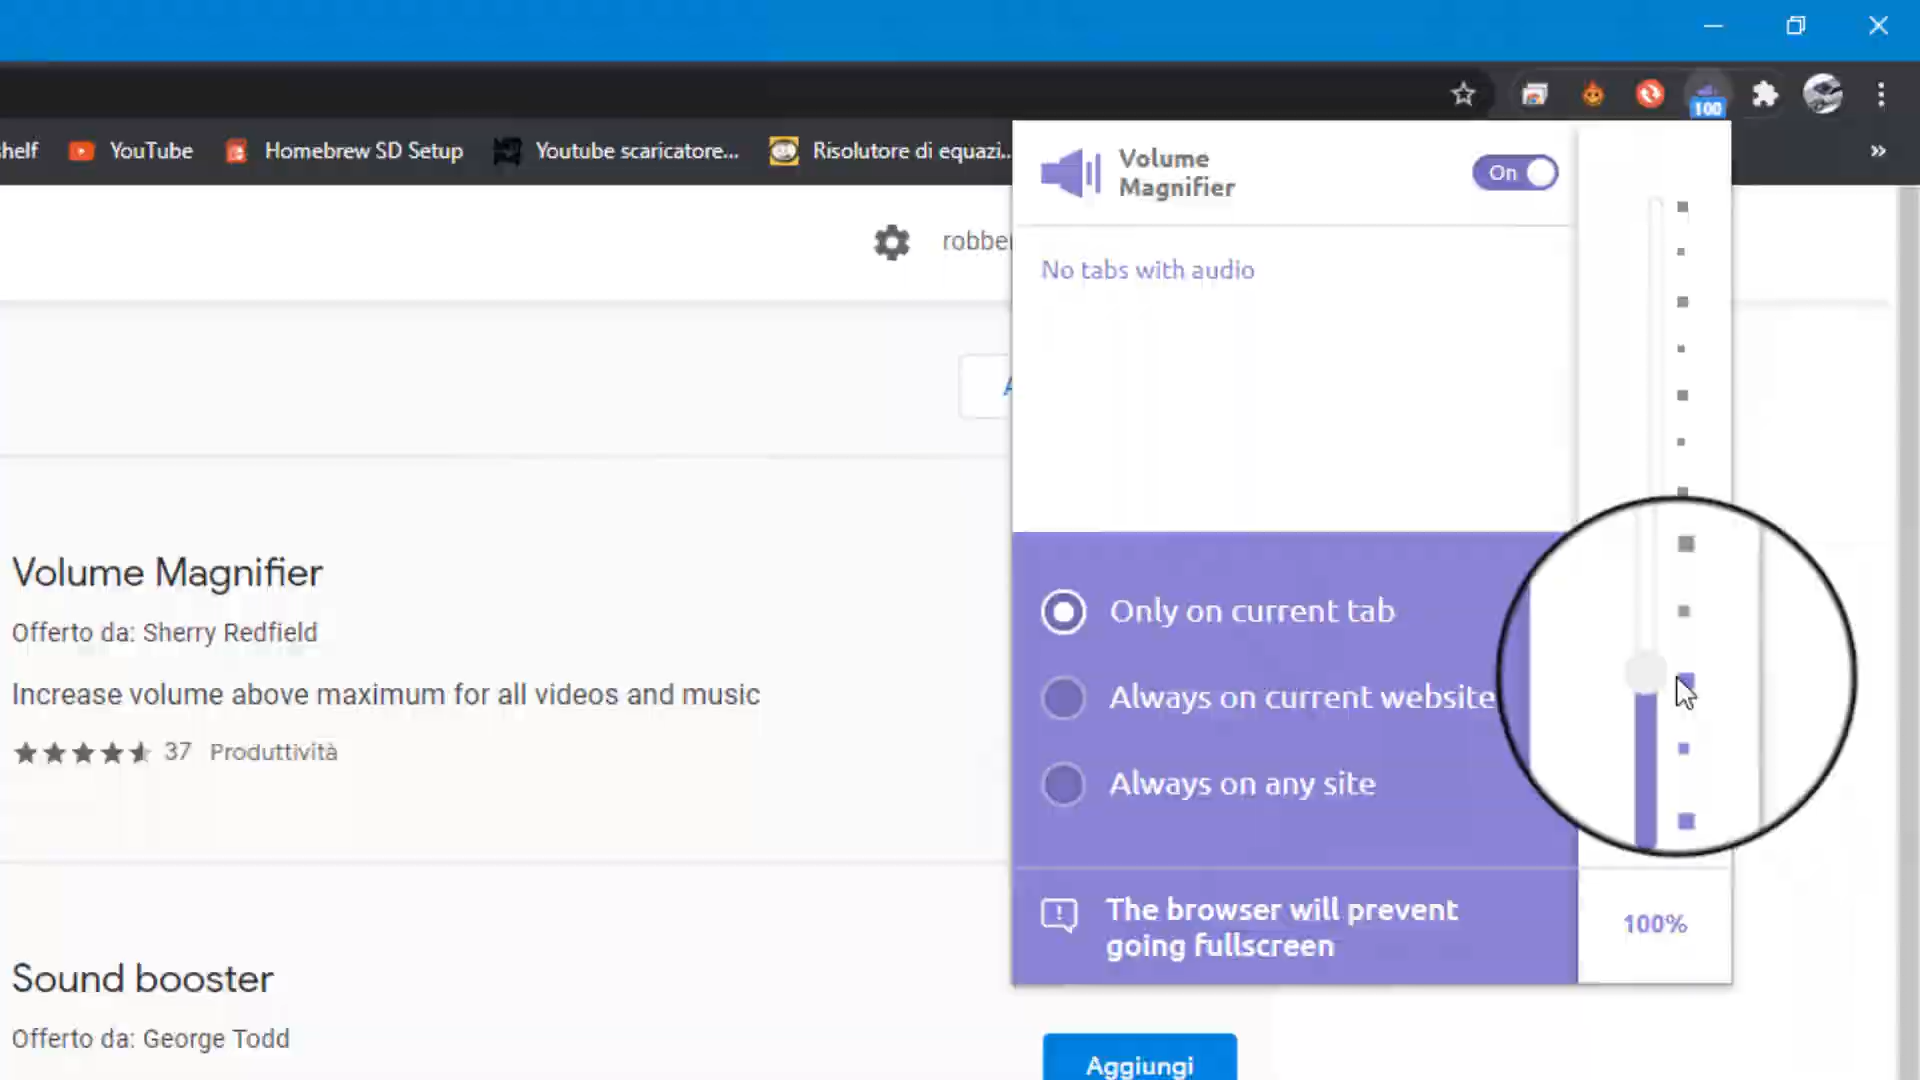 100
helf YouTube Homebrew SD Setup Youtube scaricatore... Risolutore di equazi...
Volume
Magnifier
On
robber
No tabs with audio
Volume Magnifier
Offerto da: Sherry Redfield
Increase volume above maximum for all videos and music
37 Produttività
Only on current tab
Always on current website
Always on any site
The browser will prevent
going fullscreen
100%
Sound booster
Offerto da: George Todd
Aggiungi